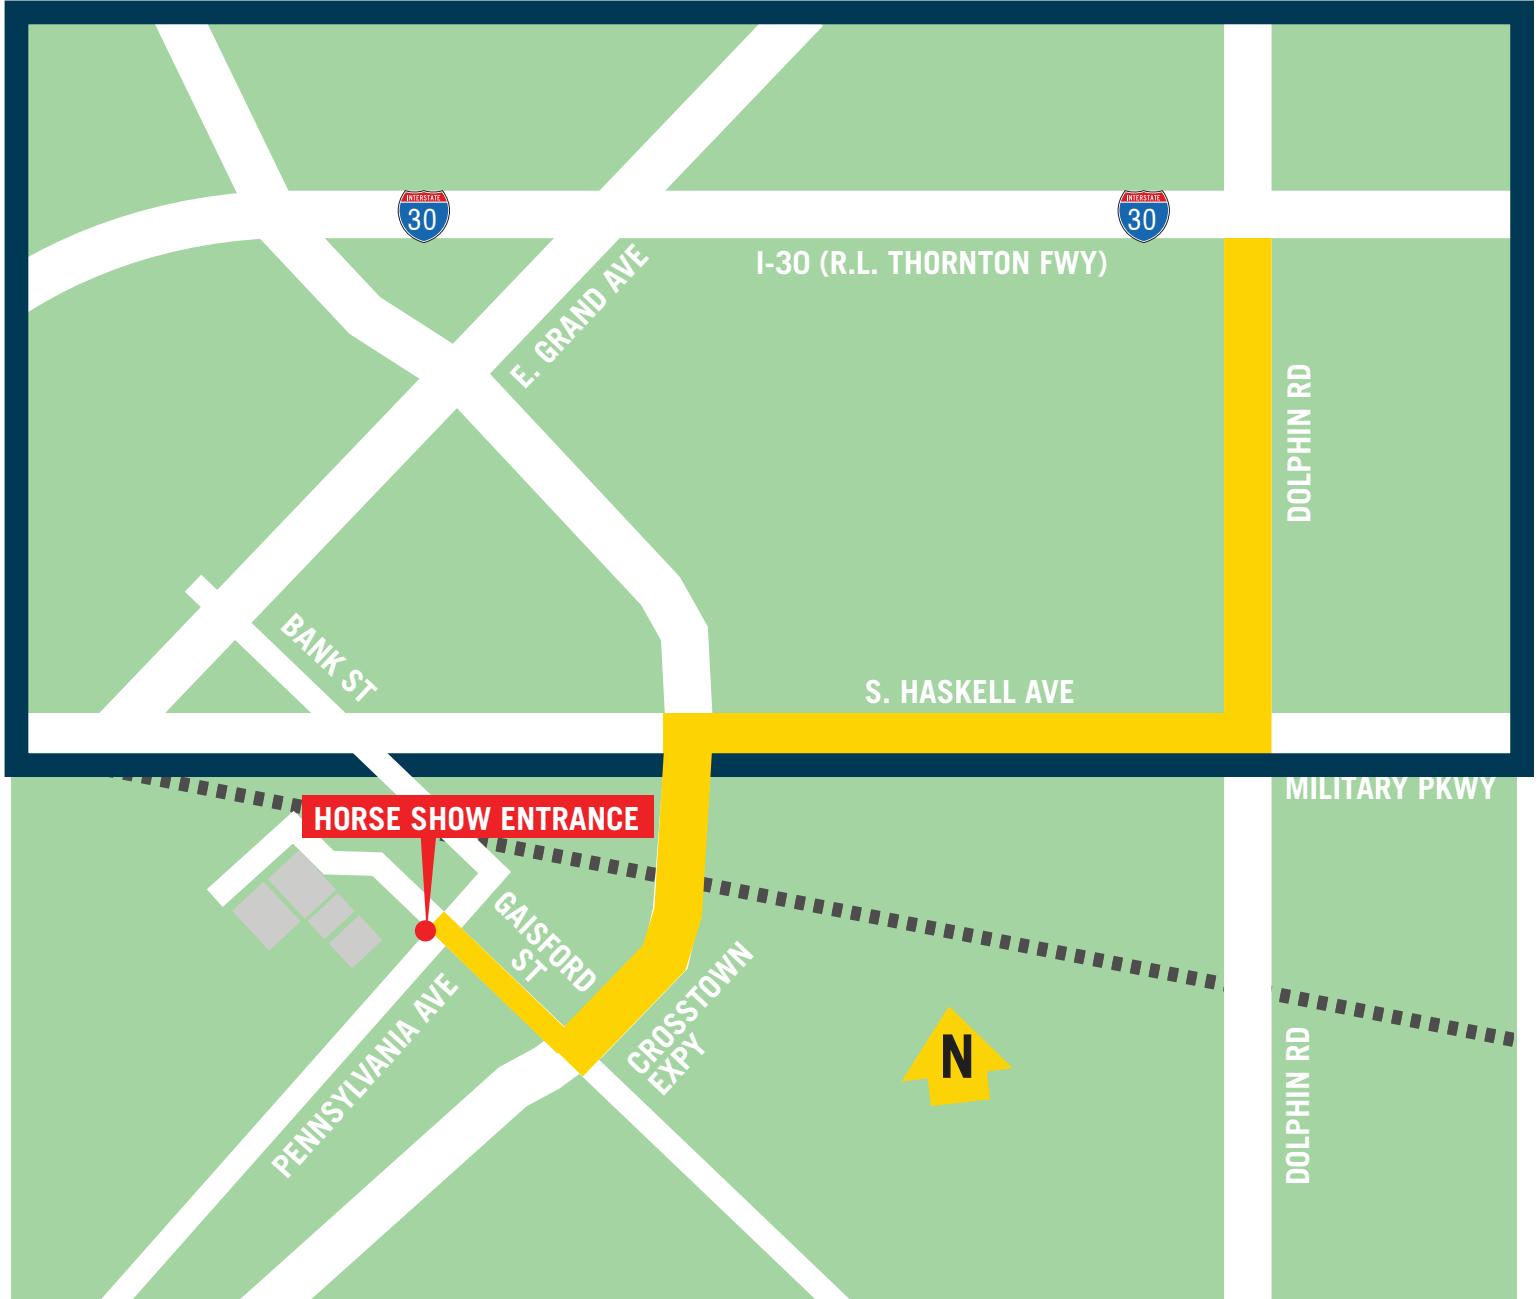 INTERSTATE
30
INTERSTATE
30
I-30 (R.L. THORNTON FWY)
E. GRAND AVE
DOLPHIN RD
BANK ST
S. HASKELL AVE
MILITARY PKWY
HORSE SHOW ENTRANCE
GAISFORD
ST
CROSSTOWN
EXPY
PENNSYLVANIA AVE
N
DOLPHIN RD